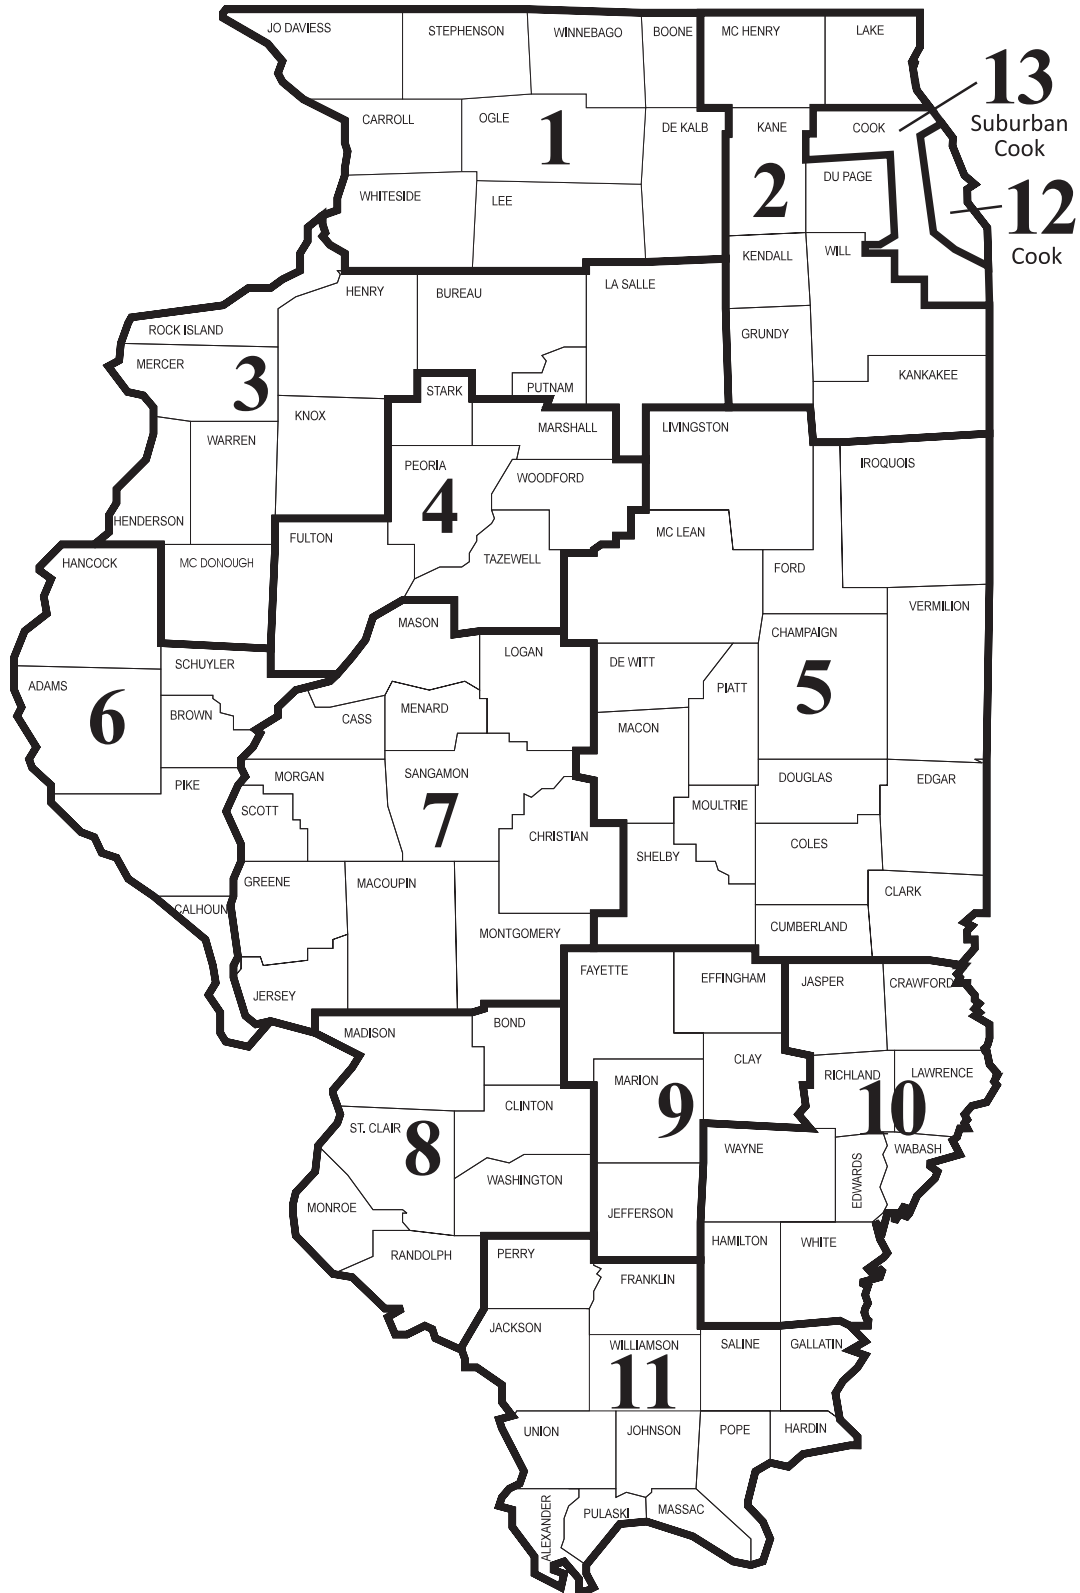 JO DAVIESS
STEPHENSON
WINNEBAGO
BOONE
MC HENRY
LAKE
13
Suburban
Cook
CARROLL
OGLE
1
DE KALB
KANE
COOK
2
DU PAGE
WHITESIDE
LEE
12
Cook
KENDALL
WILL
HENRY
BUREAU
LA SALLE
ROCK ISLAND
GRUNDY
MERCER
3
STARK
PUTNAM
KANKAKEE
KNOX
MARSHALL
LIVINGSTON
WARREN
PEORIA
4
WOODFORD
IROQUOIS
HENDERSON
FULTON
MC LEAN
HANCOCK
MC DONOUGH
TAZEWELL
FORD
VERMILION
MASON
CHAMPAIGN
LOGAN
DE WITT
SCHUYLER
ADAMS
6
PIATT
5
BROWN
CASS
MENARD
MACON
MORGAN
SANGAMON
7
DOUGLAS
EDGAR
PIKE
SCOTT
MOULTRIE
CHRISTIAN
COLES
SHELBY
GREENE
MACOUPIN
CLARK
CALHOUN
MONTGOMERY
CUMBERLAND
FAYETTE
EFFINGHAM
JASPER
CRAWFORD
JERSEY
MADISON
BOND
CLAY
MARION
9
RICHLAND
10
LAWRENCE
CLINTON
ST. CLAIR
8
WAYNE
WABASH
EDWARDS
WASHINGTON
MONROE
JEFFERSON
RANDOLPH
PERRY
HAMILTON
WHITE
FRANKLIN
JACKSON
WILLIAMSON
11
SALINE
GALLATIN
UNION
JOHNSON
POPE
HARDIN
ALEXANDER
PULASKI
MASSAC